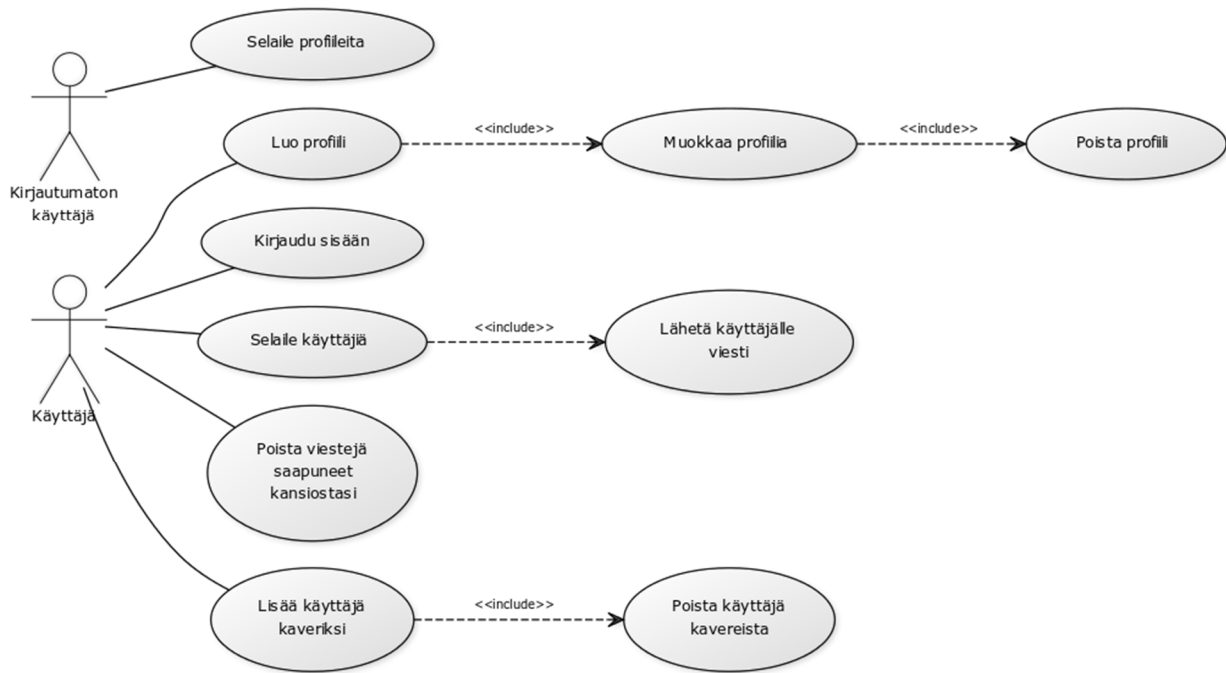 Selaile profiileita
Kirjautumaton
käyttäjä
Luo profiili
<<include>>
Muokkaa profiilia
<<include>>
Poista profiili
Kirjaudu sisään
Käyttäjä
Selaile käyttäjiä
<<include>>
Lähetä käyttäjälle
viesti
Poista viestejä
saapuneet
kansiostasi
Lisää käyttäjä
kaveriksi
<<include>>
Poista käyttäjä
kavereista